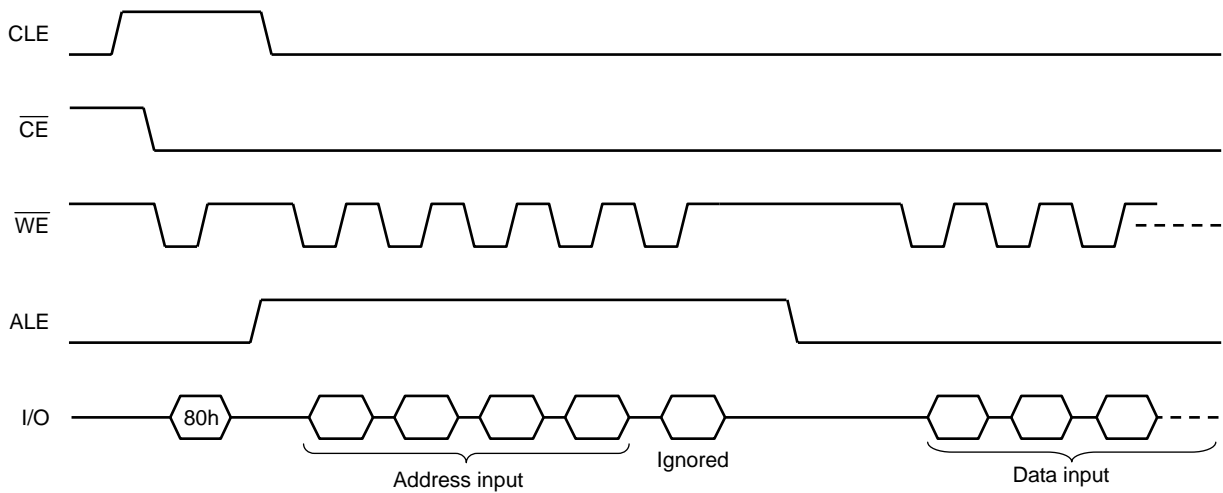 CLE
CE
WE
ALE
I/O
80h
Address input
Ignored
Data input